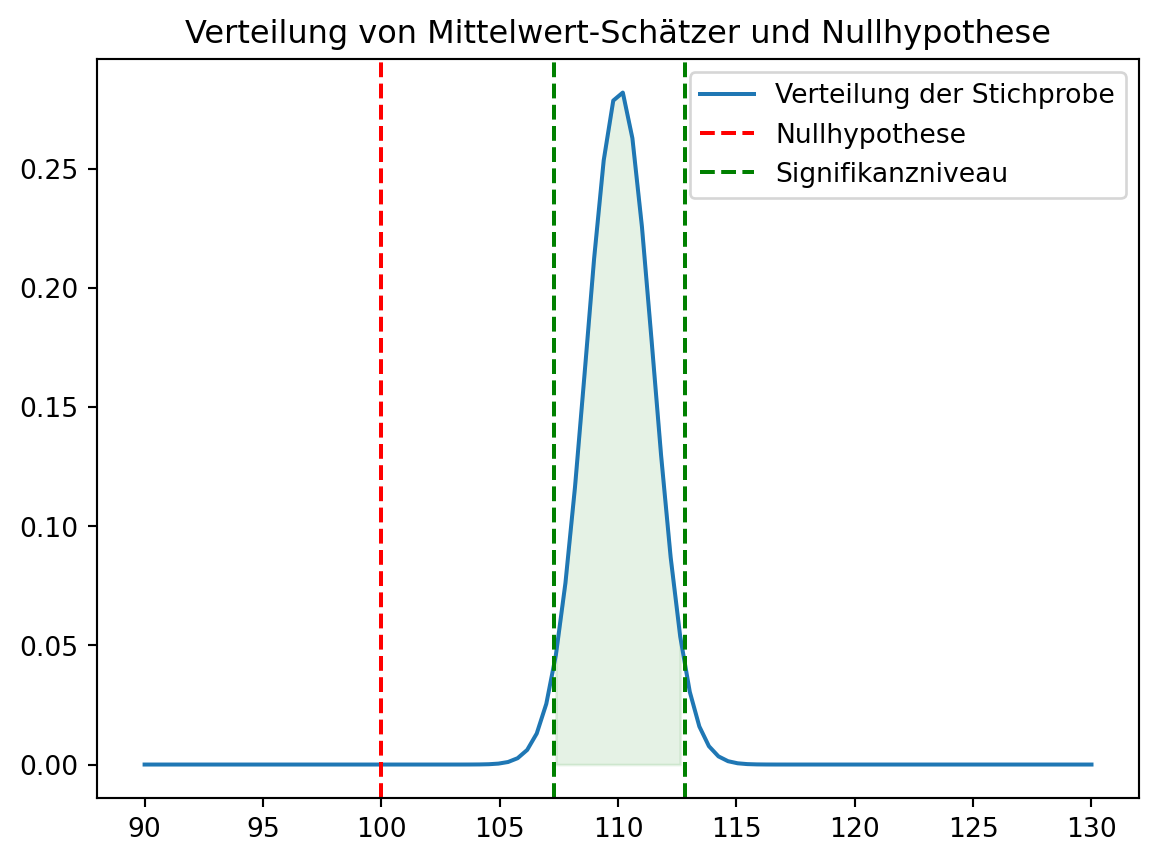 Verteilung von Mittelwert-Schätzer und Nullhypothese
Verteilung der Stichprobe
Nullhypothese
Signifikanzniveau
0.25
0.20
0.15
0.10
0.05
0.00
90 95 100 105 110 115 120 125 130